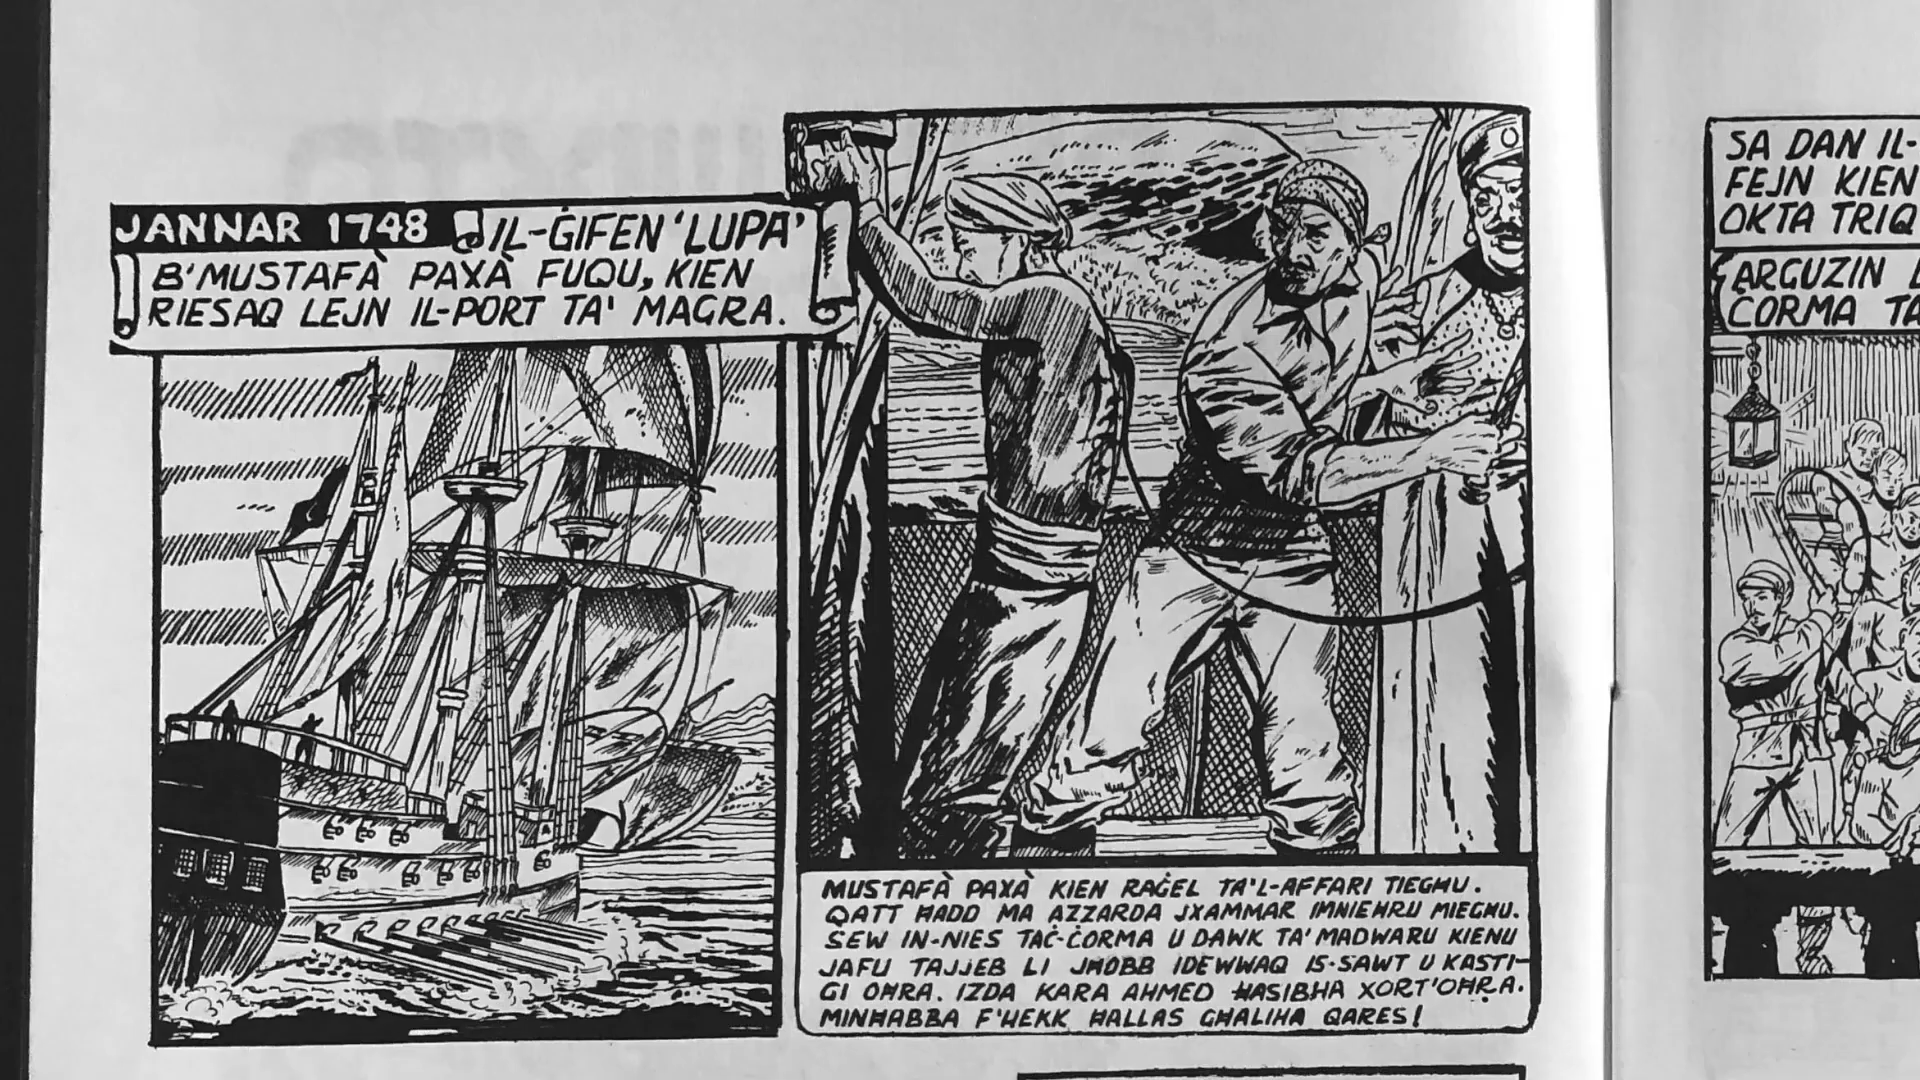 JANNAR 1748 IL-ĠIFEN 'LUPA'
B'MUSTAFÀ PAXÀ FUQU, KIEN
RIESAQ LEJN IL-PORT TA' MAGRA.
MUSTAFÀ PAXÀ KIEN RAĠEL TA'L-AFFARI TIEGĦU.
QATT ĦADD MA AZZARDA JXAMMAR IMNIEĦRU MIEGĦU.
SEW IN-NIES TAĊ-ĊORMA U DAWK TA' MADWARU KIENU
JAFU TAJJEB LI JĦOBB IDEWWAQ IS-SAWT U KASTI-
GI OĦRA. IZDA KARA AHMED ĦASIBHA XORT'OĦRA.
MINĦABBA F'HEKK ĦALLAS GĦALIHA QARES!
SA DAN IL-
FEJN KIEN
OKTA TRIQ
ARGUZIN
ĊORMA TA